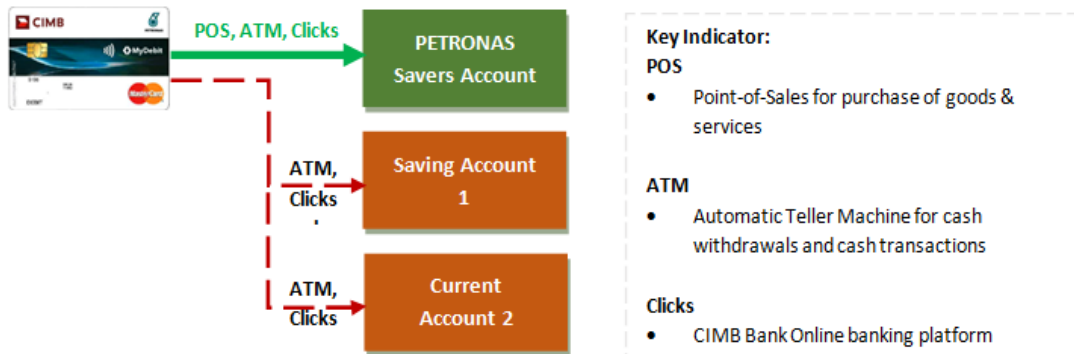 CIMB
PETRONAS
MyDebit
MasterCard
DEBIT
POS, ATM, Clicks
PETRONAS
Savers Account
ATM,
Clicks
Saving Account
1
ATM,
Clicks
Current
Account 2
Key Indicator:
POS
• Point-of-Sales for purchase of goods &
services
ATM
• Automatic Teller Machine for cash
withdrawals and cash transactions
Clicks
• CIMB Bank Online banking platform